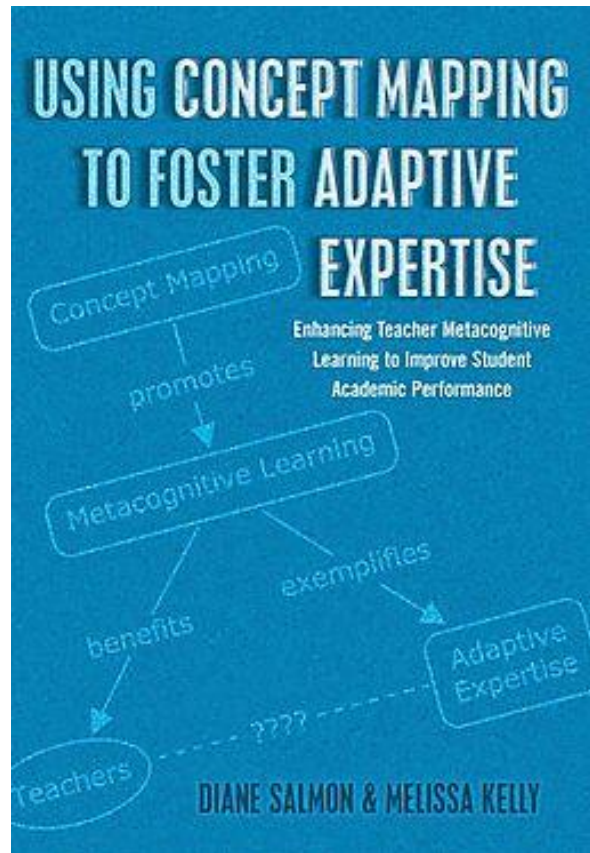 USING CONCEPT MAPPING
TO FOSTER ADAPTIVE
EXPERTISE
Enhancing Teacher Metacognitive
Learning to Improve Student
Academic Performance
Concept Mapping
promotes
Metacognitive Learning
exemplifies
benefits
Adaptive
Expertise
????
Teachers
DIANE SALMON & MELISSA KELLY